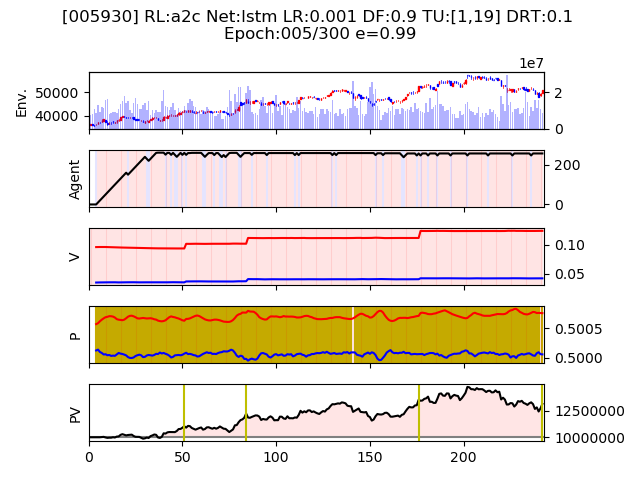 [005930] RL:a2c Net:lstm LR:0.001 DF:0.9 TU:[1,19] DRT:0.1
Epoch:005/300 e=0.99
1e7
Env.
50000
40000
2
0
Agent
200
0
V
0.10
0.05
P
0.5005
0.5000
PV
12500000
10000000
0 50 100 150 200